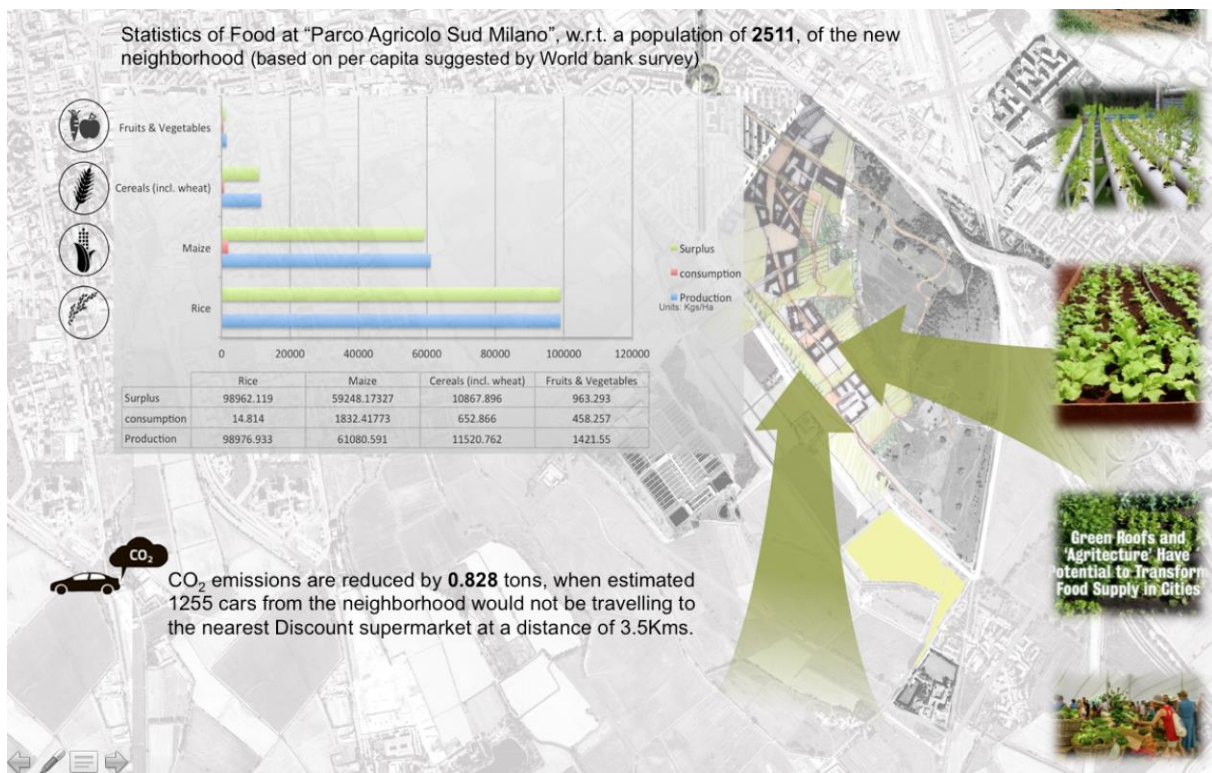 Statistics of Food at “Parco Agricolo Sud Milano”, w.r.t. a population of 2511, of the new
neighborhood (based on per capita suggested by World bank survey)
Fruits & Vegetables
Cereals (incl. wheat)
Maize
Rice
0 20000 40000 60000 80000 100000 120000
Surplus
consumption
Production
Units: Kgs/Ha
Rice Maize Cereals (incl. wheat) Fruits & Vegetables
Surplus 98962.119 59248.17327 10867.896 963.293
consumption 14.814 1832.41773 652.866 458.257
Production 98976.933 61080.591 11520.762 1421.55
CO2
CO2 emissions are reduced by 0.828 tons, when estimated
1255 cars from the neighborhood would not be travelling to
the nearest Discount supermarket at a distance of 3.5Kms.
Green Roofs and
'Agritecture' Have
Potential to Transform
Food Supply in Cities